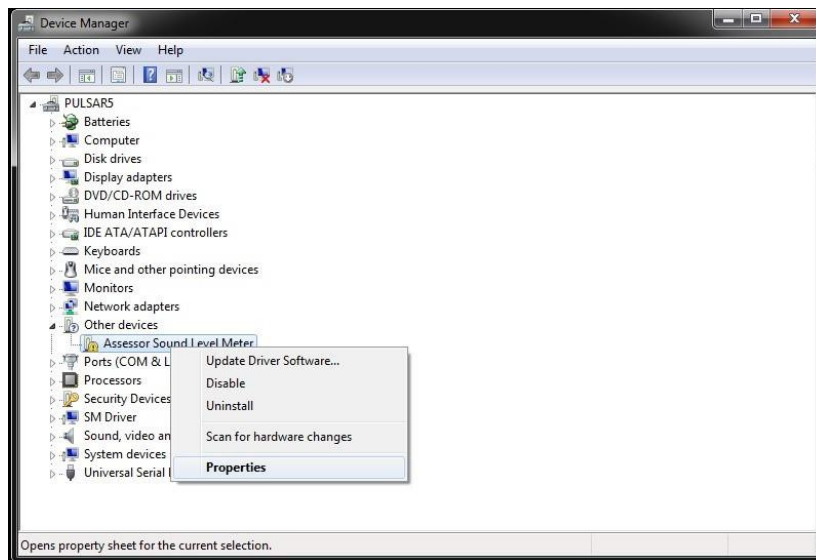 Device Manager
File Action View Help
PULSAR5
Batteries
Computer
Disk drives
Display adapters
DVD/CD-ROM drives
Human Interface Devices
IDE ATA/ATAPI controllers
Keyboards
Mice and other pointing devices
Monitors
Network adapters
Other devices
Assessor Sound Level Meter
Ports (COM & L
Update Driver Software...
Processors
Disable
Security Devices
Uninstall
SM Driver
Sound, video an
Scan for hardware changes
System devices
Properties
Universal Serial
Opens property sheet for the current selection.